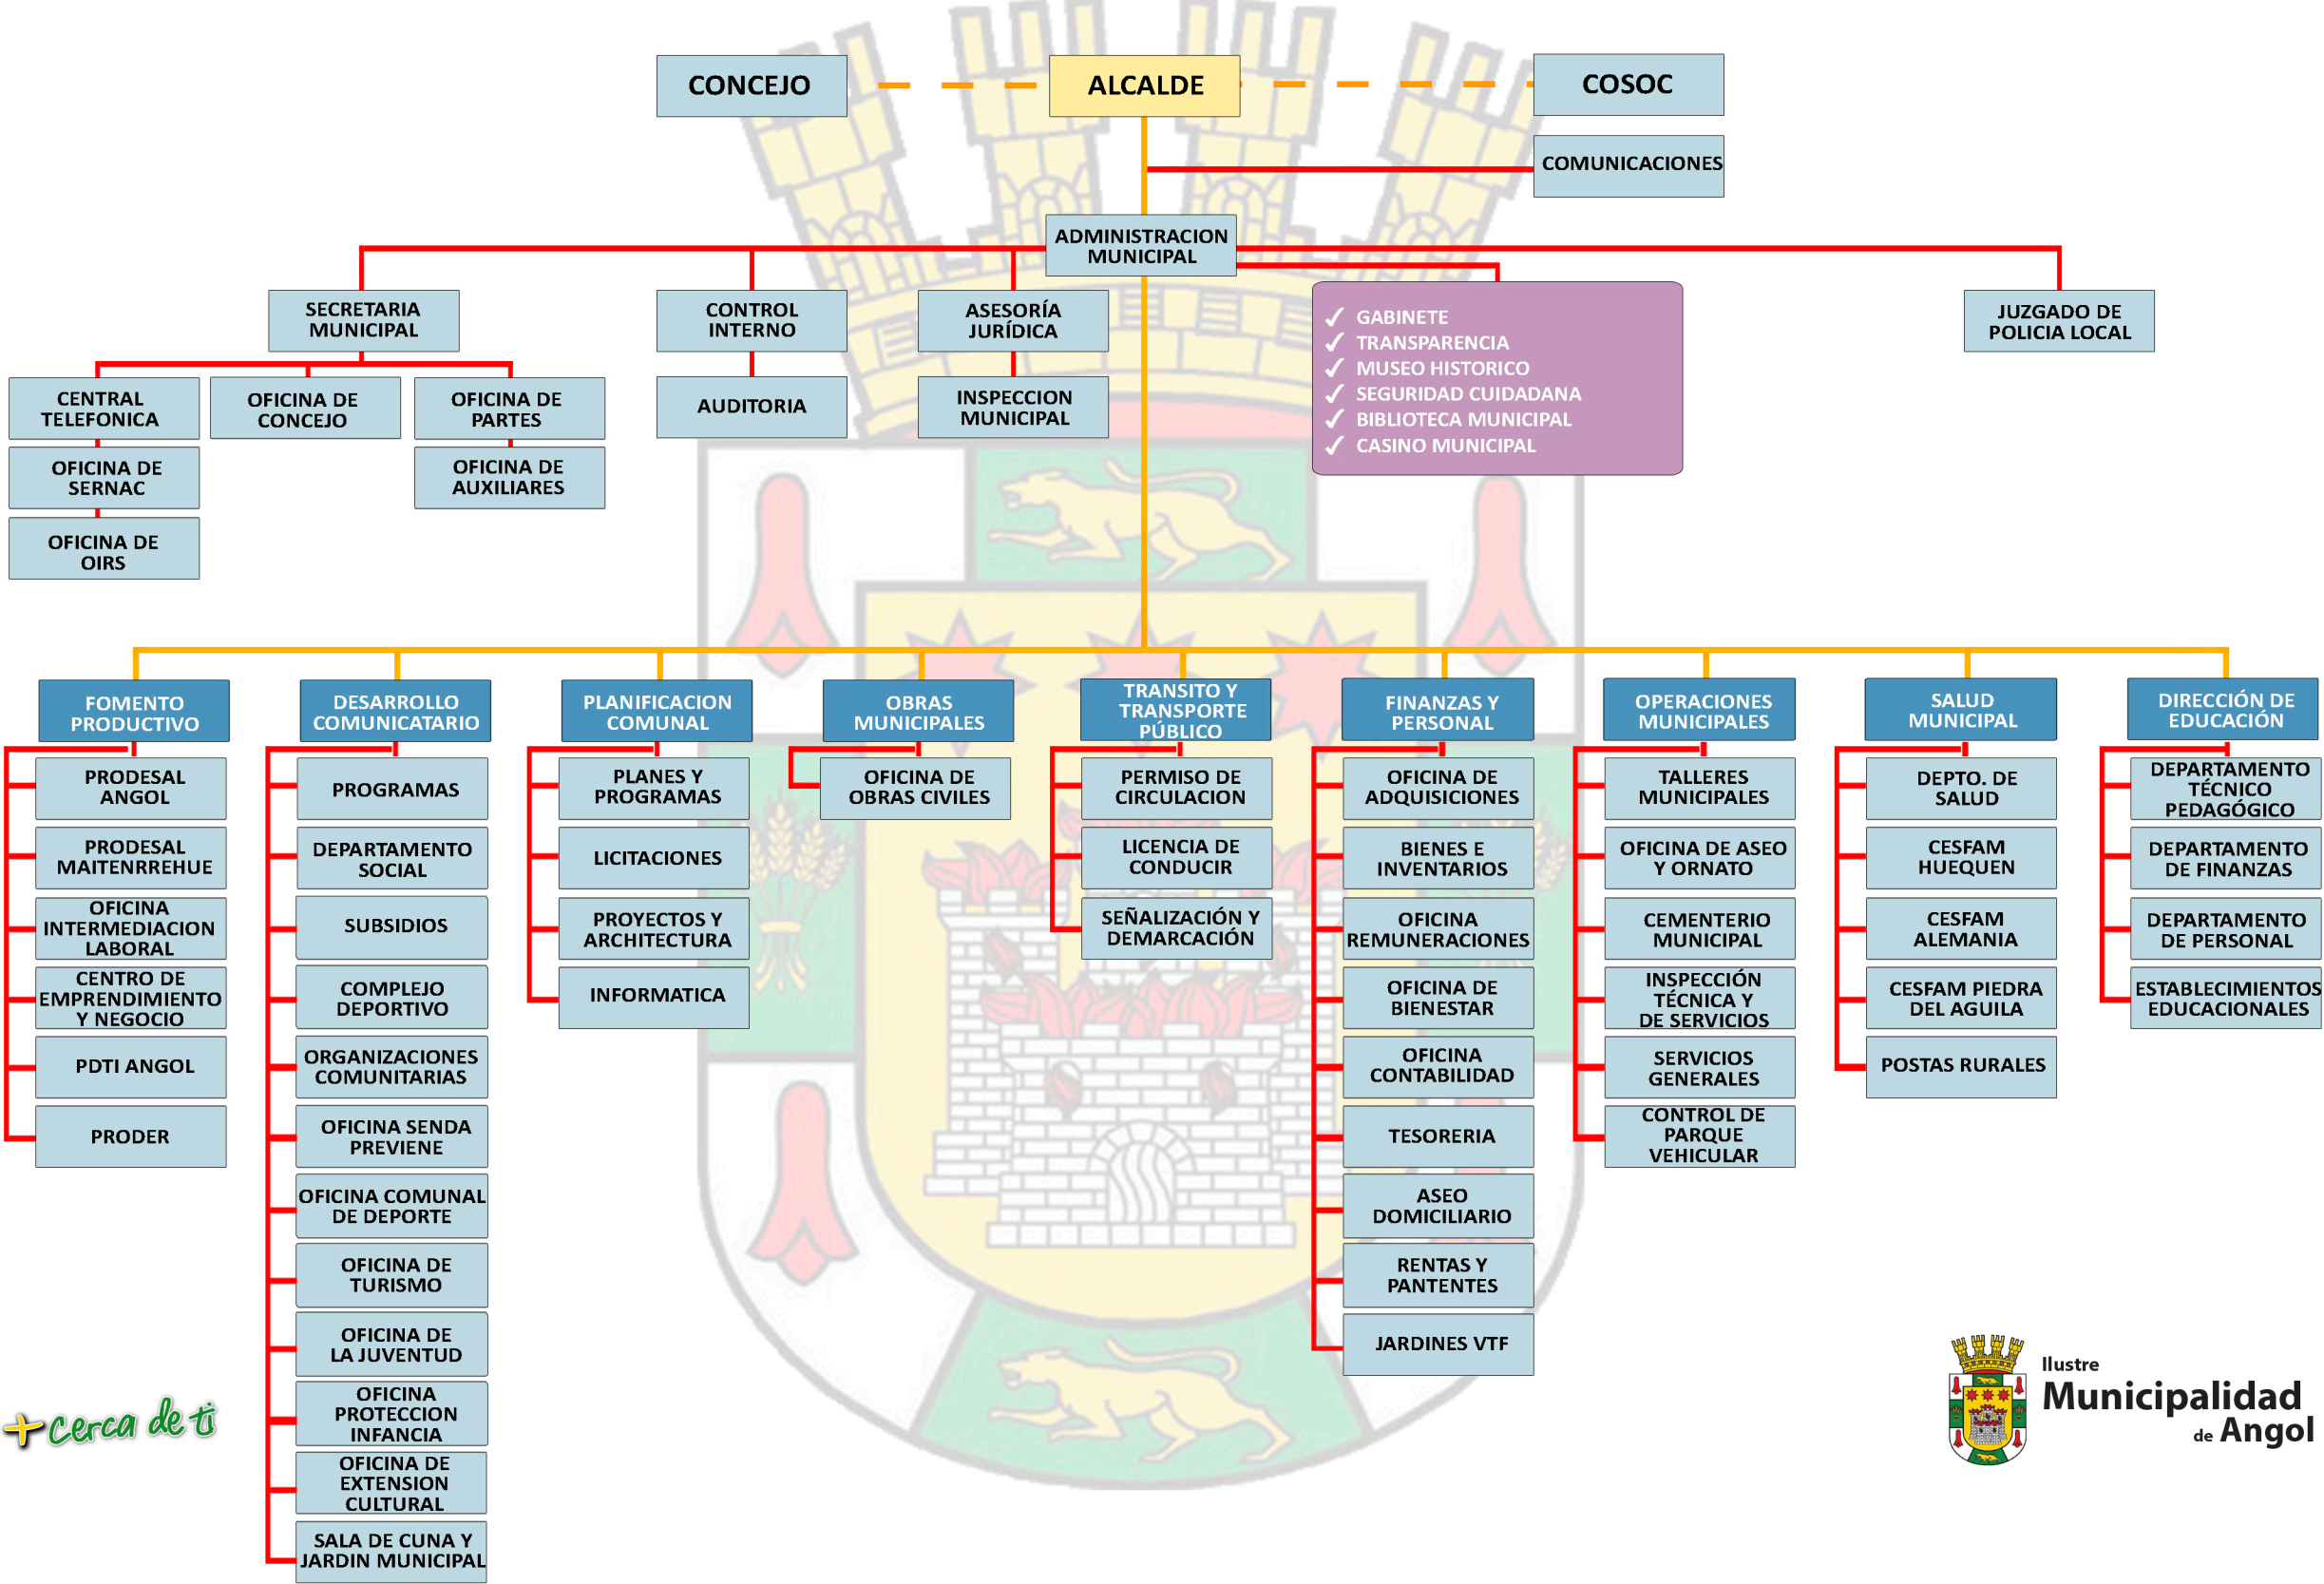 CONCEJO
ALCALDE
COSOC
COMUNICACIONES
ADMINISTRACION
MUNICIPAL
SECRETARIA
MUNICIPAL
CONTROL
INTERNO
ASESORÍA
JURÍDICA
GABINETE
TRANSPARENCIA
MUSEO HISTORICO
SEGURIDAD CUIDADANA
BIBLIOTECA MUNICIPAL
CASINO MUNICIPAL
JUZGADO DE
POLICIA LOCAL
CENTRAL
TELEFONICA
OFICINA DE
CONCEJO
OFICINA DE
PARTES
AUDITORIA
INSPECCION
MUNICIPAL
OFICINA DE
SERNAC
OFICINA DE
AUXILIARES
OFICINA DE
OIRS
FOMENTO
PRODUCTIVO
PRODESAL
ANGOL
PRODESAL
MAITENRREHUE
OFICINA
INTERMEDIACION
LABORAL
CENTRO DE
EMPRENDIMIENTO
Y NEGOCIO
PDTI ANGOL
PRODER
DESARROLLO
COMUNICATARIO
PROGRAMAS
DEPARTAMENTO
SOCIAL
SUBSIDIOS
COMPLEJO
DEPORTIVO
ORGANIZACIONES
COMUNITARIAS
OFICINA SENDA
PREVIENE
OFICINA COMUNAL
DE DEPORTE
OFICINA DE
TURISMO
OFICINA DE
LA JUVENTUD
OFICINA
PROTECCION
INFANCIA
OFICINA DE
EXTENSION
CULTURAL
SALA DE CUNA Y
JARDIN MUNICIPAL
PLANIFICACION
COMUNAL
PLANES Y
PROGRAMAS
LICITACIONES
PROYECTOS Y
ARCHITECTURA
INFORMATICA
OBRAS
MUNICIPALES
OFICINA DE
OBRAS CIVILES
TRANSITO Y
TRANSPORTE
PÚBLICO
PERMISO DE
CIRCULACION
LICENCIA DE
CONDUCIR
SEÑALIZACIÓN Y
DEMARCACIÓN
FINANZAS Y
PERSONAL
OFICINA DE
ADQUISICIONES
BIENES E
INVENTARIOS
OFICINA
REMUNERACIONES
OFICINA DE
BIENESTAR
OFICINA
CONTABILIDAD
TESORERIA
ASEO
DOMICILIARIO
RENTAS Y
PANTENTES
JARDINES VTF
OPERACIONES
MUNICIPALES
TALLERES
MUNICIPALES
OFICINA DE ASEO
Y ORNATO
CEMENTERIO
MUNICIPAL
INSPECCIÓN
TÉCNICA Y
DE SERVICIOS
SERVICIOS
GENERALES
CONTROL DE
PARQUE
VEHICULAR
SALUD
MUNICIPAL
DEPTO. DE
SALUD
CESFAM
HUEQUEN
CESFAM
ALEMANIA
CESFAM PIEDRA
DEL AGUILA
POSTAS RURALES
DIRECCIÓN DE
EDUCACIÓN
DEPARTAMENTO
TÉCNICO
PEDAGÓGICO
DEPARTAMENTO
DE FINANZAS
DEPARTAMENTO
DE PERSONAL
ESTABLECIMIENTOS
EDUCACIONALES
+ cerca de ti
Ilustre
Municipalidad
de Angol